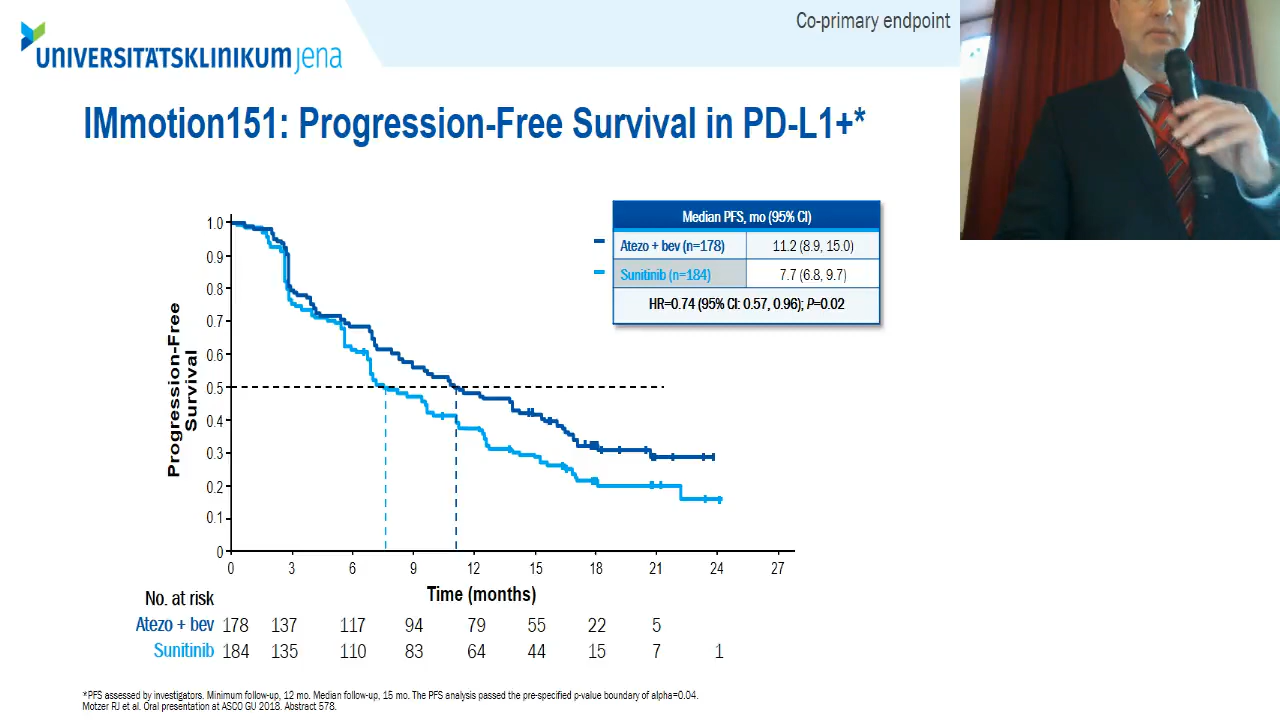 Co-primary endpoint
UNIVERSITÄTSKLINIKUM jena
IMmotion151: Progression-Free Survival in PD-L1+*
Median PFS, mo (95% CI)
Atezo + bev (n=178) 11.2 (8.9, 15.0)
Sunitinib (n=184) 7.7 (6.8, 9.7)
HR=0.74 (95% CI: 0.57, 0.96); P=0.02
Progression-Free
Survival
1.0
0.9
0.8
0.7
0.6
0.5
0.4
0.3
0.2
0.1
0
0 3 6 9 12 15 18 21 24 27
Time (months)
No. at risk
Atezo + bev 178 137 117 94 79 55 22 5
Sunitinib 184 135 110 83 64 44 15 7 1
*PFS assessed by investigators. Minimum follow-up, 12 mo. Median follow-up, 15 mo. The PFS analysis passed the pre-specified p-value boundary of alpha=0.04.
Motzer RJ et al. Oral presentation at ASCO GU 2018. Abstract 578.